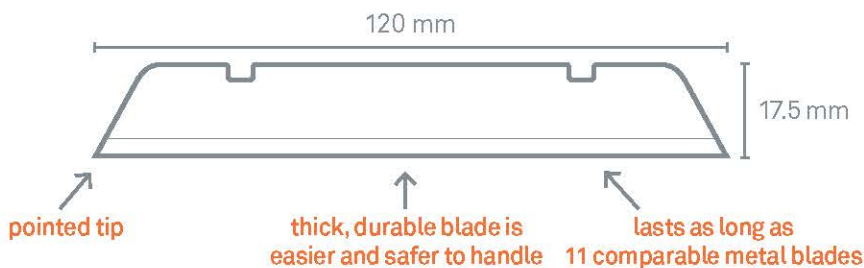 120 mm
17.5 mm
pointed tip
thick, durable blade is
easier and safer to handle
lasts as long as
11 comparable metal blades